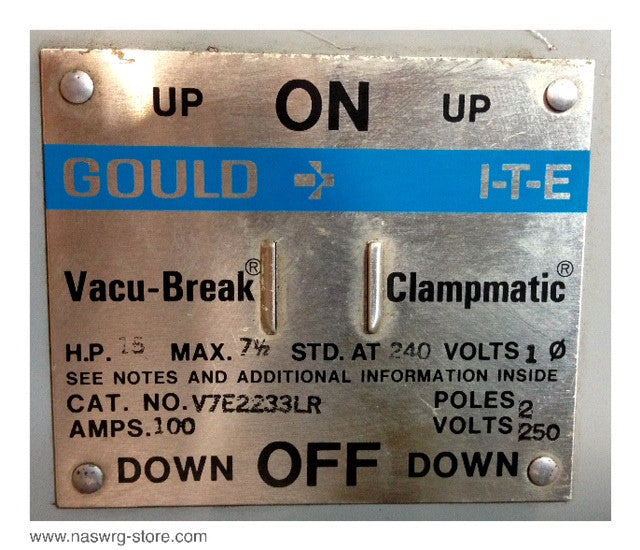 UP ON UP
GOULD I-T-E
Vacu-Break® Clampmatic®
H.P. 15 MAX. 7½ STD. AT 240 VOLTS 1 Ø
SEE NOTES AND ADDITIONAL INFORMATION INSIDE
CAT. NO. V7E2233LR POLES 2
AMPS. 100 VOLTS 250
DOWN OFF DOWN
www.naswrg-store.com